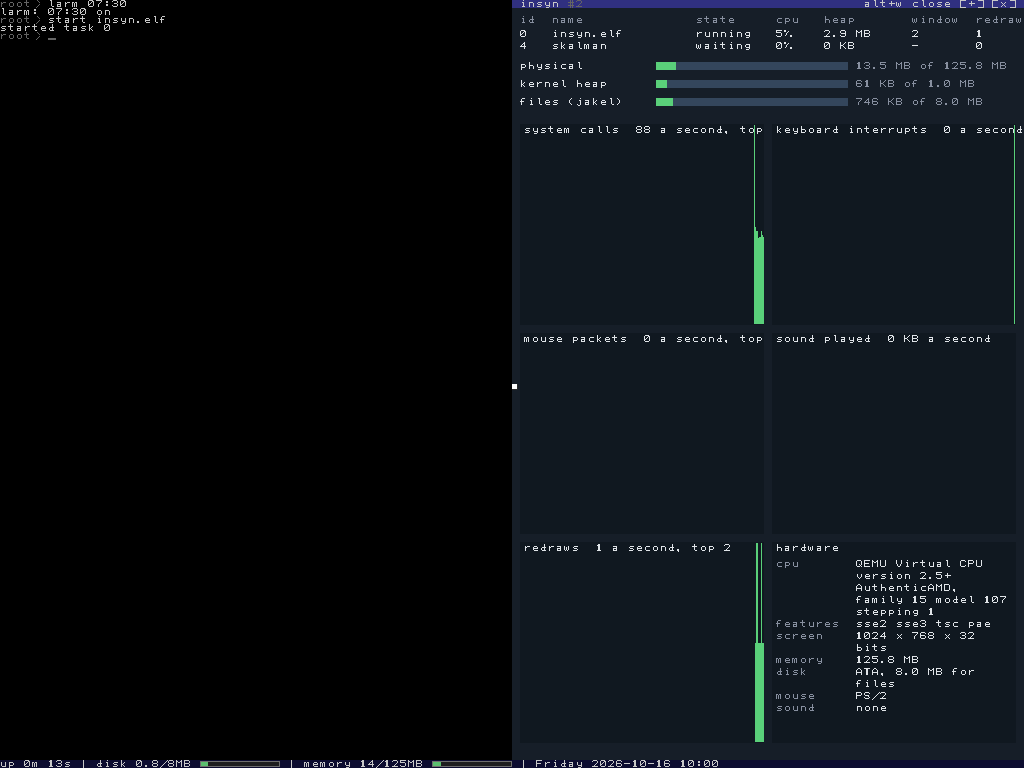 root> larm 07:30
larm: 07:30 on
root> start insyn.elf
started task 0
root> _
insyn #2 alt+w close [+] [x]
id name state cpu heap window redraw
0 insyn.elf running 5% 2.9 MB 2 1
4 skalman waiting 0% 0 KB - 0
physical 13.5 MB of 125.8 MB
kernel heap 61 KB of 1.0 MB
files (jakel) 746 KB of 8.0 MB
system calls 88 a second, top
keyboard interrupts 0 a second
mouse packets 0 a second, top
sound played 0 KB a second
redraws 1 a second, top 2
hardware
cpu QEMU Virtual CPU
version 2.5+
AuthenticAMD,
family 15 model 107
stepping 1
features sse2 sse3 tsc pae
screen 1024 x 768 x 32
bits
memory 125.8 MB
disk ATA, 8.0 MB for
files
mouse PS/2
sound none
up 0m 13s | disk 0.8/8MB | memory 14/125MB | Friday 2026-10-16 10:00